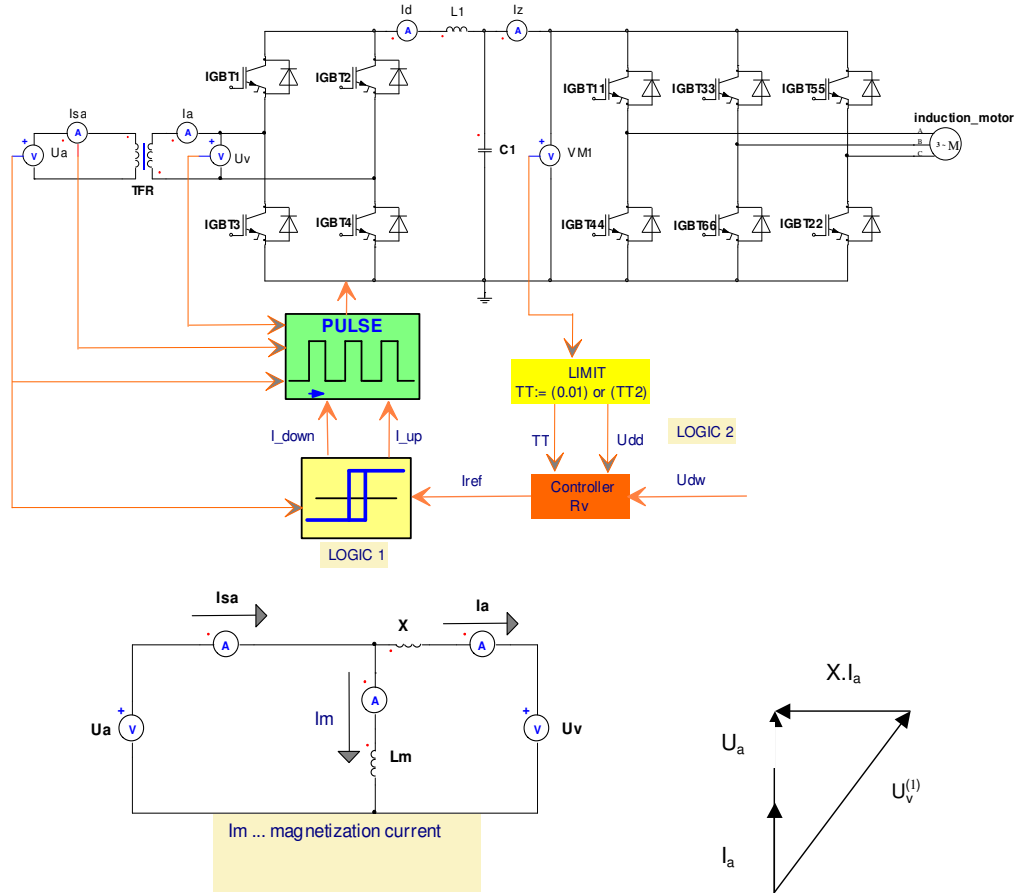 Id
L1
Iz
IGBT1
IGBT2
IGBT11
IGBT33
IGBT55
induction_motor
Isa
Ia
A
A
A
A
+
Ua
V
+
Uv
V
TFR
C1
+
VM1
V
A
B
C
3 ~ M
IGBT3
IGBT4
IGBT44
IGBT66
IGBT22
PULSE
LIMIT
TT:= (0.01) or (TT2)
I_down
I_up
TT
Udd
LOGIC 2
Iref
Controller
Rv
Udw
LOGIC 1
Isa
Ia
X
A
A
A
Im
Ua
+
V
Lm
+
V
Uv
Im ... magnetization current
X.Ia
Ua
Uv(1)
Ia